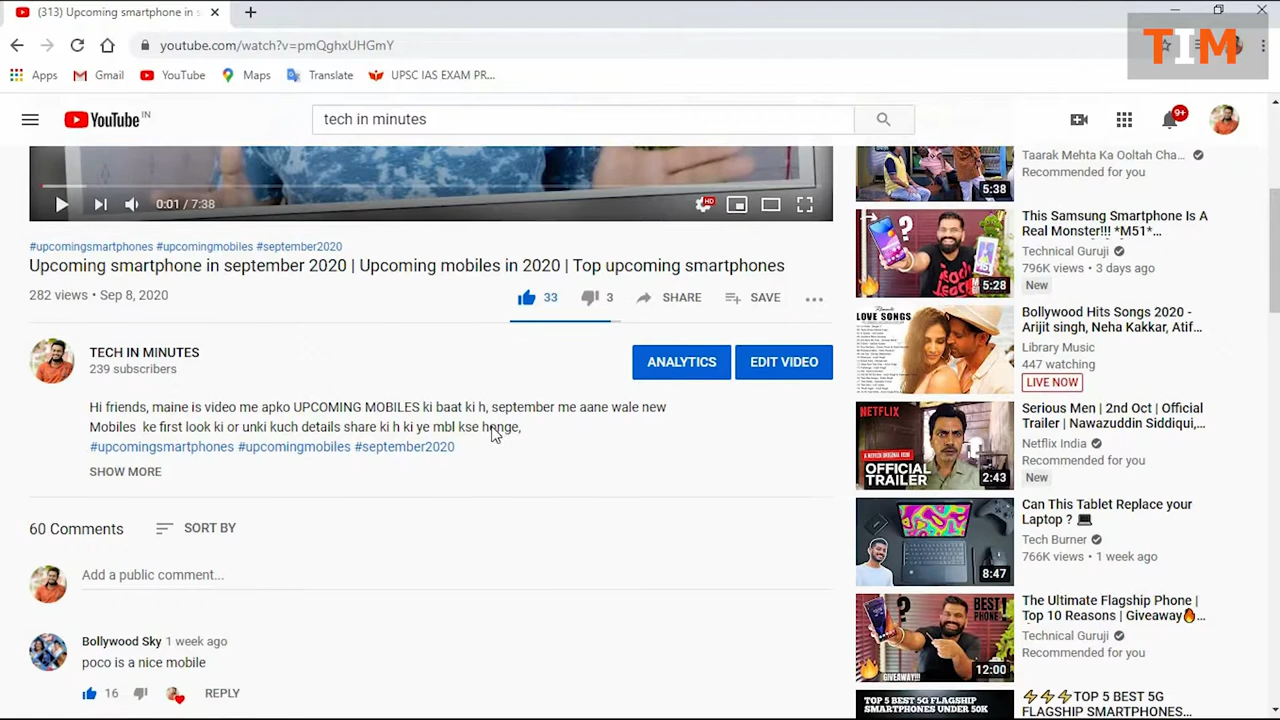 (313) Upcoming smartphone in s
youtube.com/watch?v=pmQghxUHGmY
TIM
Apps Gmail YouTube Maps Translate UPSC IAS EXAM PR...
YouTube IN
tech in minutes
9+
0:01 / 7:38
HD
#upcomingsmartphones #upcomingmobiles #september2020
Upcoming smartphone in september 2020 | Upcoming mobiles in 2020 | Top upcoming smartphones
282 views • Sep 8, 2020
33 3 SHARE SAVE
TECH IN MINUTES
239 subscribers
ANALYTICS EDIT VIDEO
Hi friends, me apko UPCOMING MOBILES ki baat ki h, september me aane wale new
Mobiles ke first look ki or unki kuch details share ki h ki ye mbl kse honge,
#upcomingsmartphones #upcomingmobiles #september2020
SHOW MORE
60 Comments SORT BY
Add a public comment...
Bollywood Sky 1 week ago
poco is a nice mobile
16 REPLY
5:38
Taarak Mehta Ka Ooltah Cha...
Recommended for you
?
5:28
This Samsung Smartphone Is A
Real Monster!!! *M51*...
Technical Guruji
796K views • 3 days ago
New
LOVE SONGS
Bollywood Hits Songs 2020 -
Arijit singh, Neha Kakkar, Atif...
Library Music
447 watching
LIVE NOW
NETFLIX
OFFICIAL
TRAILER
2:43
Serious Men | 2nd Oct | Official
Trailer | Nawazuddin Siddiqui,...
Netflix India
Recommended for you
New
8:47
Can This Tablet Replace your
Laptop ?
Tech Burner
766K views • 1 week ago
?
BEST
PHONE!
GIVEAWAY!!!
12:00
The Ultimate Flagship Phone |
Top 10 Reasons | Giveaway
Technical Guruji
Recommended for you
TOP 5 BEST 5G FLAGSHIP
SMARTPHONES UNDER 50K
TOP 5 BEST 5G
FLAGSHIP SMARTPHONES